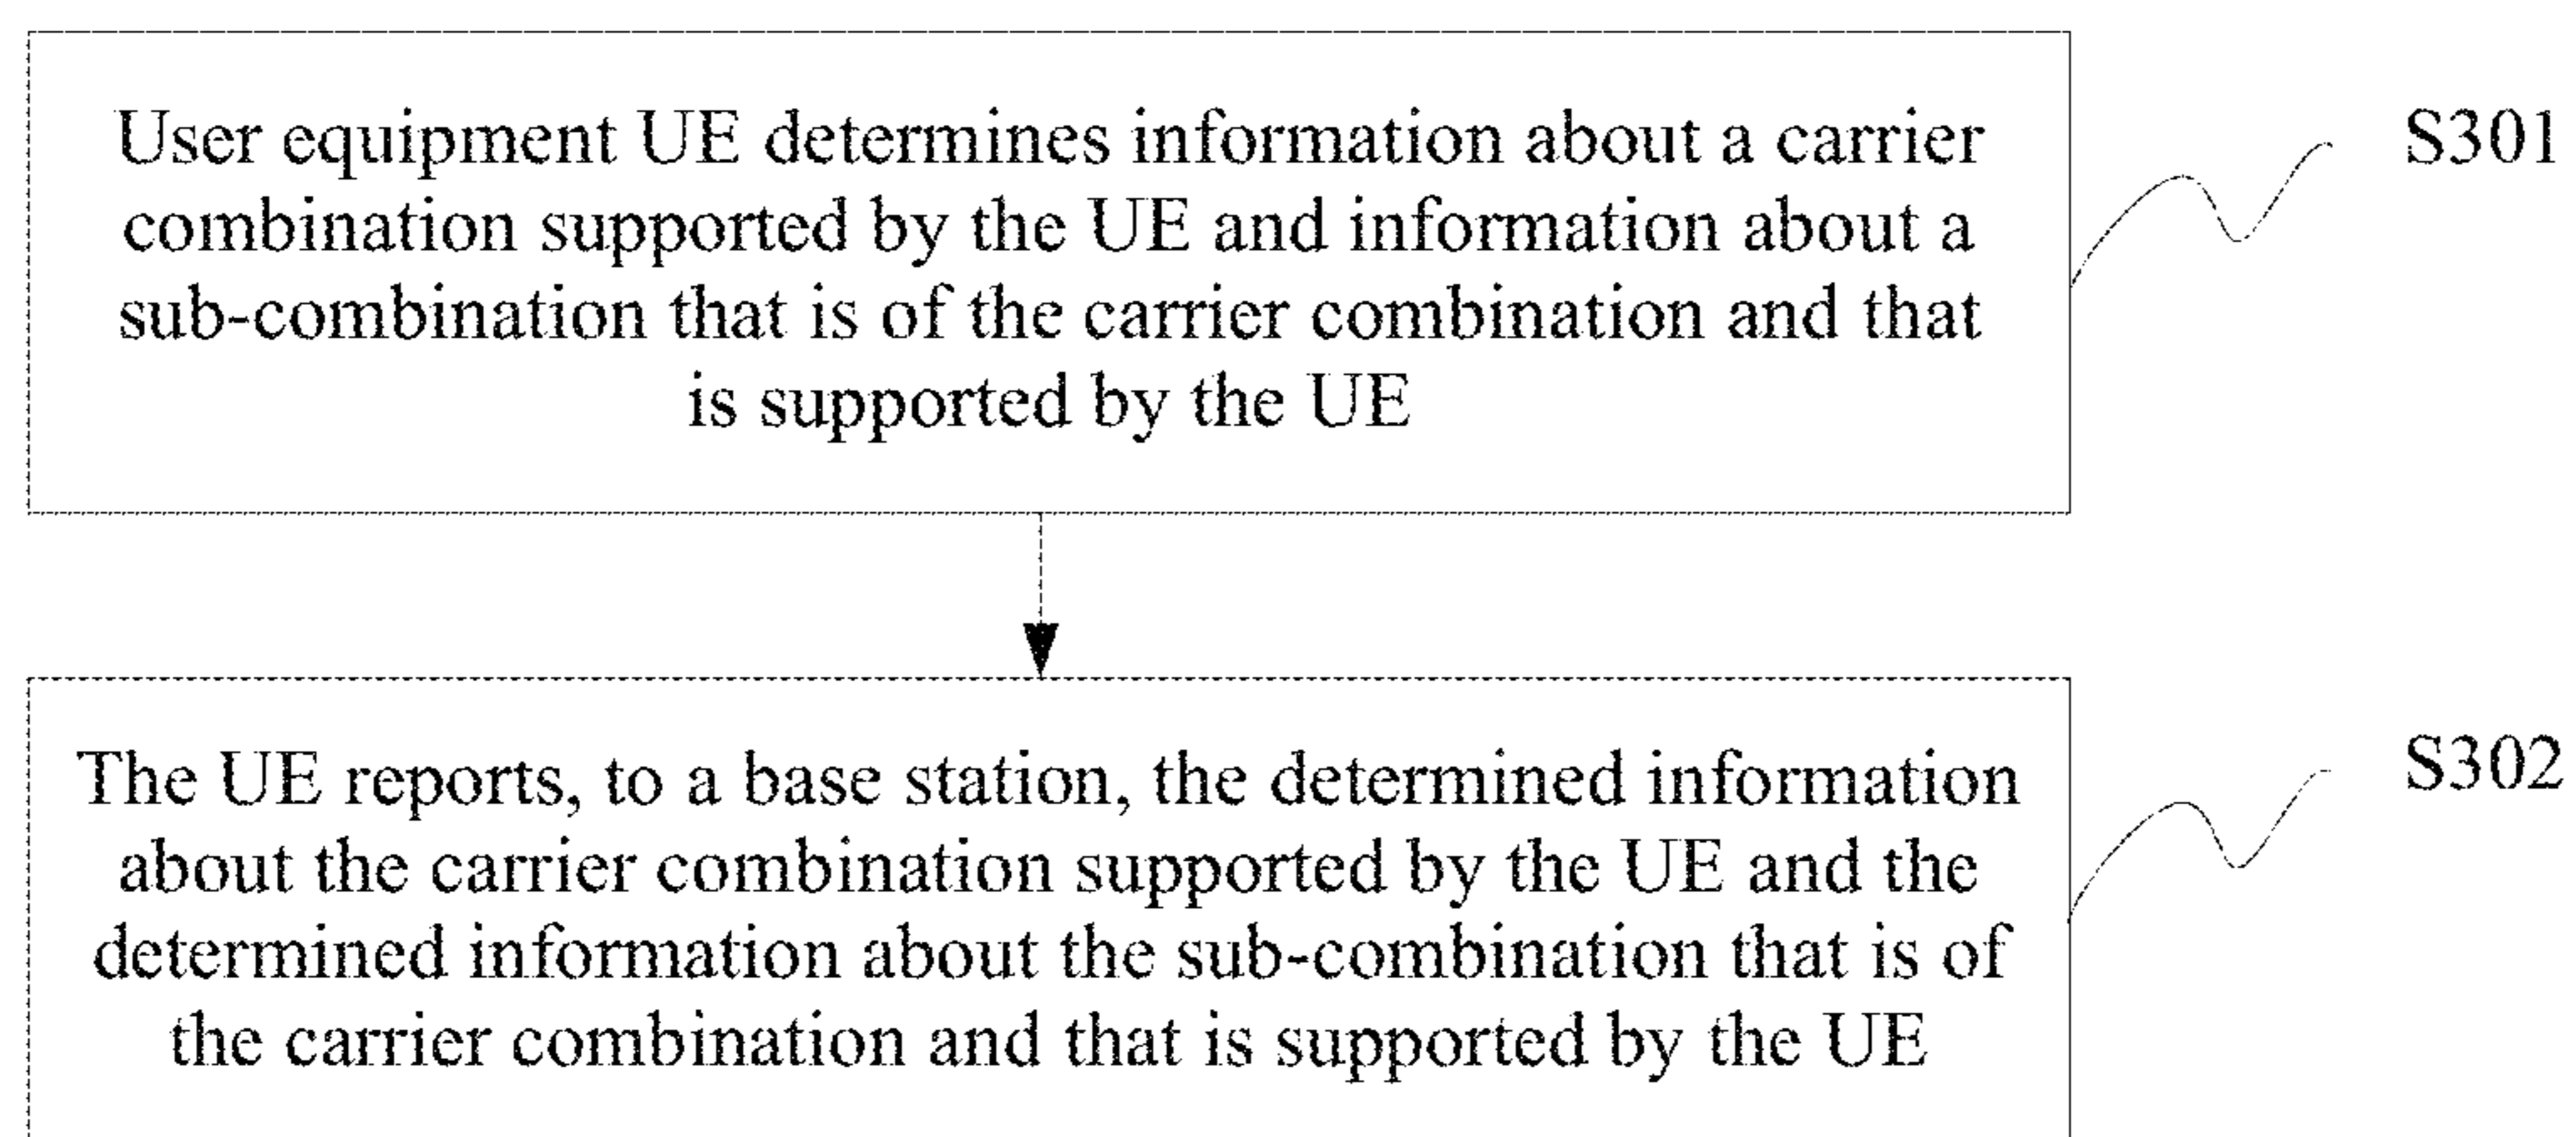 User equipment UE determines information about a carrier
combination supported by the UE and information about a
sub-combination that is of the carrier combination and that
is supported by the UE
S301
The UE reports, to a base station, the determined information
about the carrier combination supported by the UE and the
determined information about the sub-combination that is of
the carrier combination and that is supported by the UE
S302